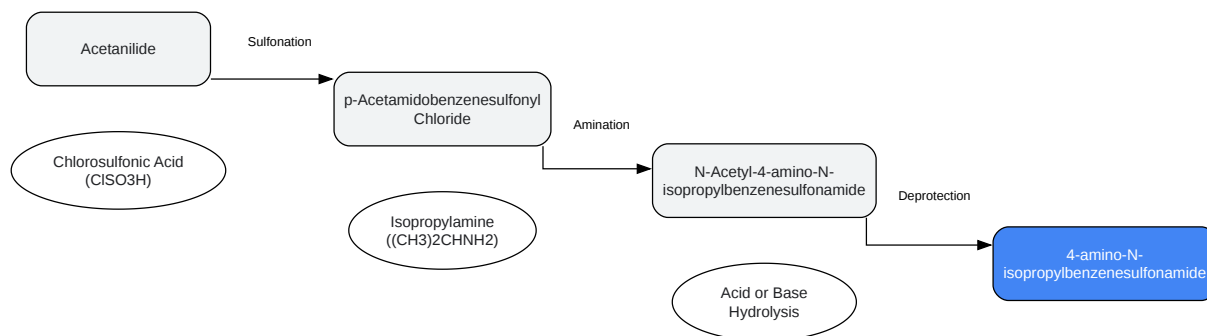 Acetanilide
Sulfonation
Chlorosulfonic Acid
(ClSO3H)
p-Acetamidobenzenesulfonyl
Chloride
Amination
Isopropylamine
((CH3)2CHNH2)
N-Acetyl-4-amino-N-
isopropylbenzenesulfonamide
Deprotection
Acid or Base
Hydrolysis
4-amino-N-
isopropylbenzenesulfonamide